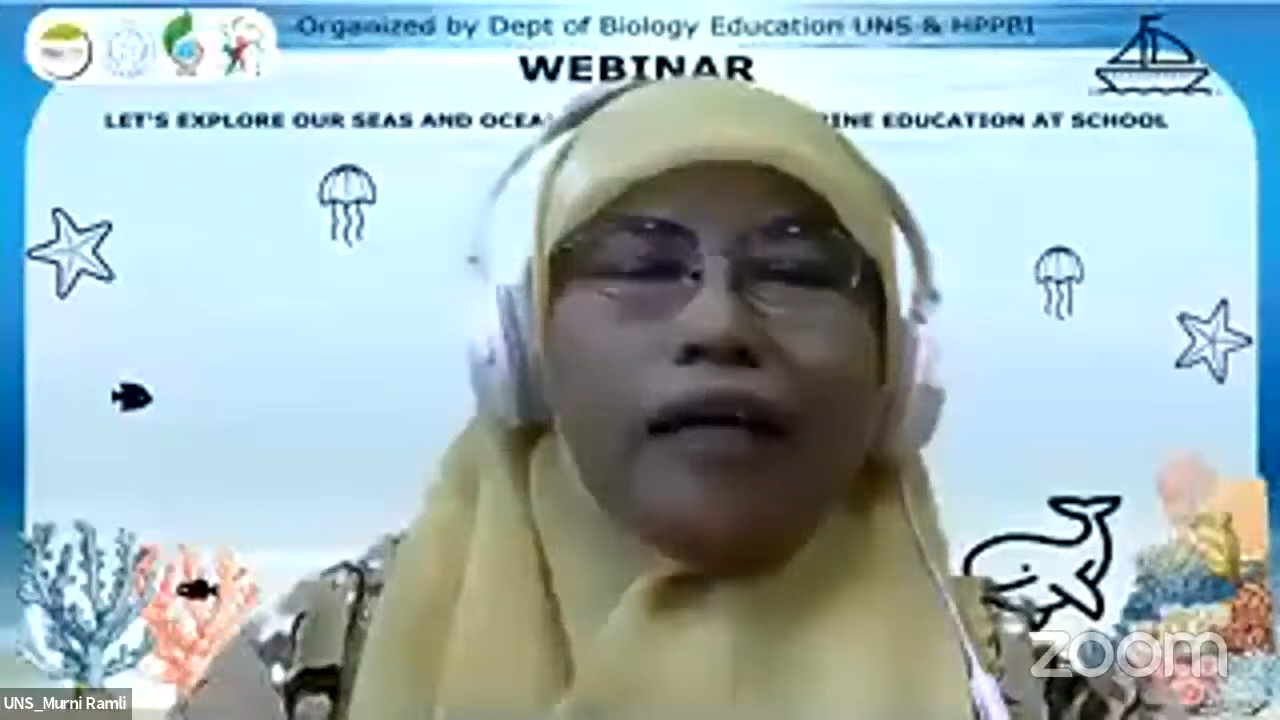 Organized by Dept of Biology Education UNS & HPPBI
WEBINAR
LET'S EXPLORE OUR SEAS AND OCEA
INE EDUCATION AT SCHOOL
zoom
UNS_Murni Ramli